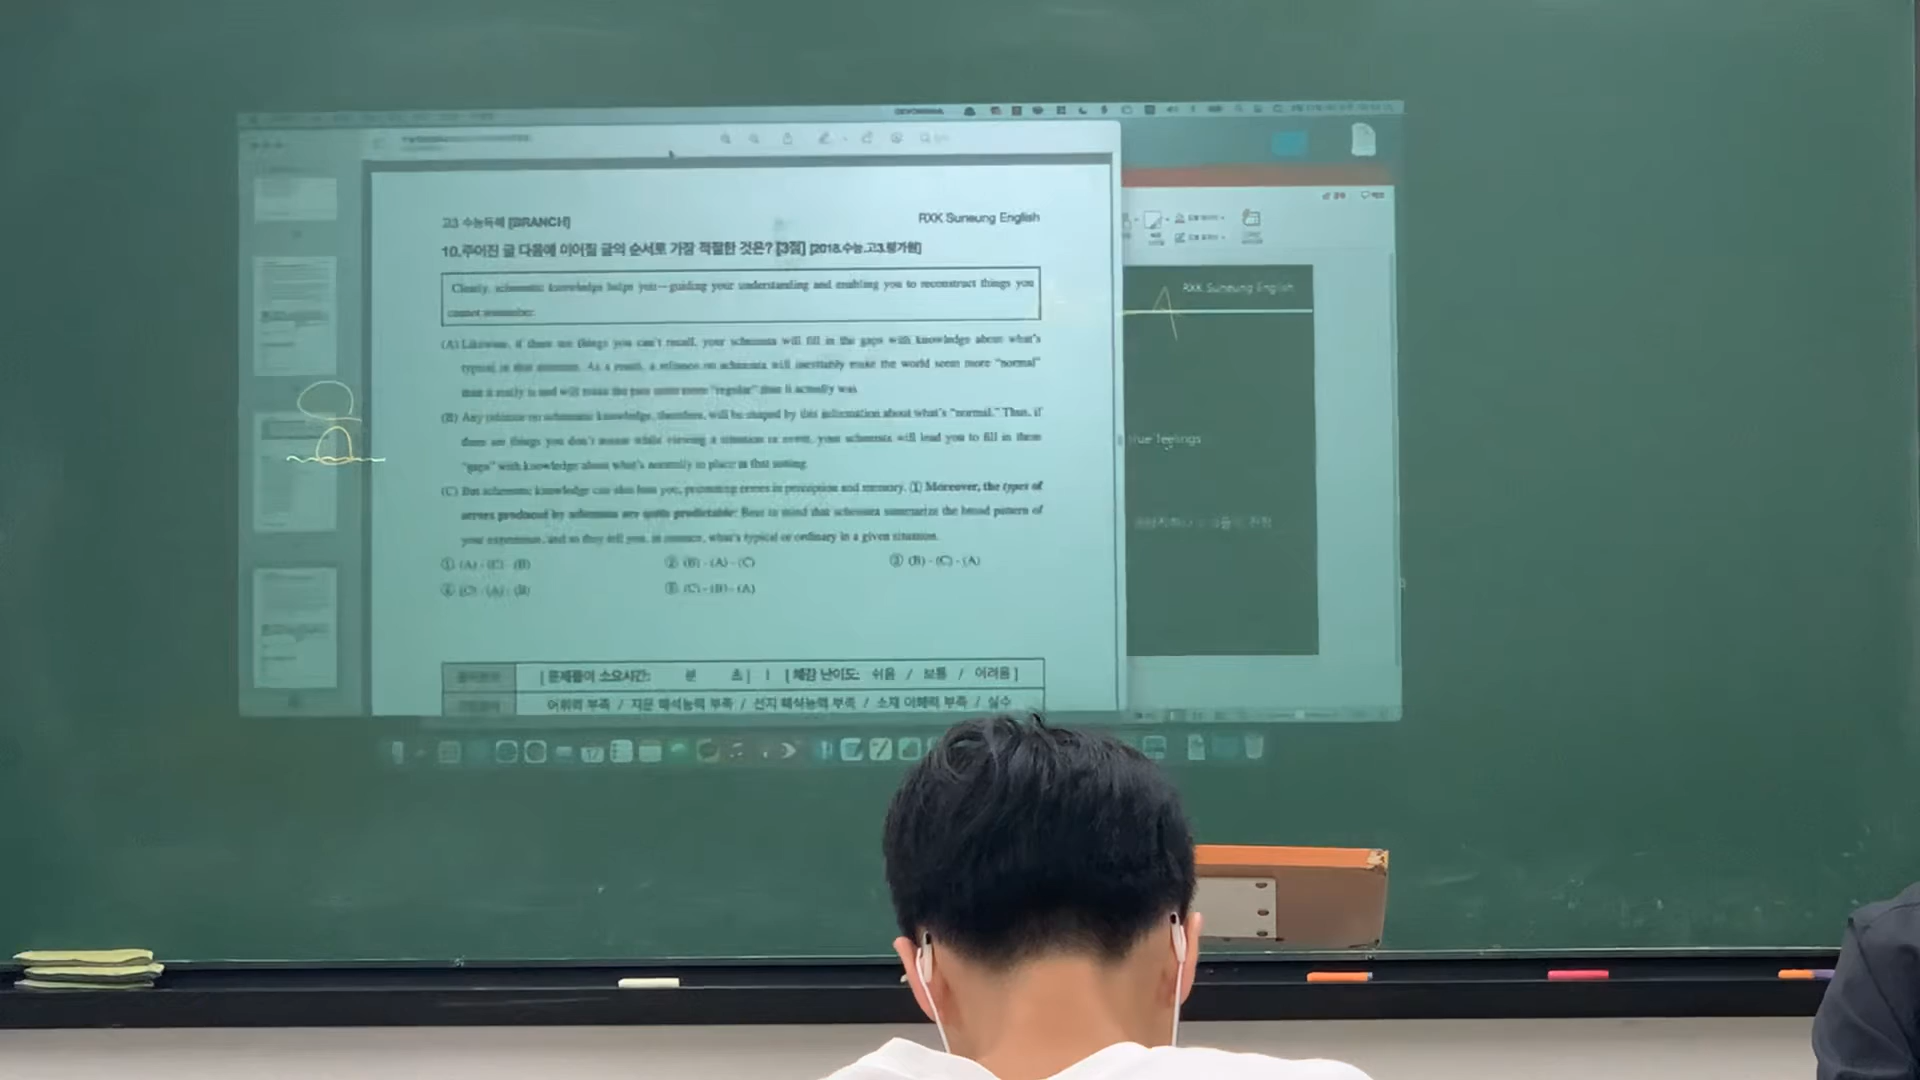 고3 수능독해 [BRANCH]
RXK Suneung English
10.주어진 글 다음에 이어질 글의 순서로 가장 적절한 것은? [3점] [2018.수능.고3.평가원]
Clearly, schematic knowledge helps you—guiding your understanding and enabling you to reconstruct things you
cannot remember.
(A) Likewise, if there are things you can't recall, your schemata will fill in the gaps with knowledge about what's
typical in that situation. As a result, a reliance on schemata will inevitably make the world seem more "normal"
than it really is and will make the past seem more "regular" than it actually was.
(B) Any reliance on schematic knowledge, therefore, will be shaped by this information about what's "normal." Thus, if
there are things you don't notice while viewing a situation or event, your schemata will lead you to fill in these
"gaps" with knowledge about what's normally in place in that setting.
(C) But schematic knowledge can also hurt you, promoting errors in perception and memory. ① Moreover, the types of
errors produced by schemata are quite predictable: Bear in mind that schemata summarize the broad pattern of
your experience, and so they tell you, in essence, what's typical or ordinary in a given situation.
① (A) - (C) - (B) ② (B) - (A) - (C) ③ (B) - (C) - (A)
④ (C) - (A) - (B) ⑤ (C) - (B) - (A)
[ 문제풀이 소요시간: 분 초 ] | [ 체감 난이도: 쉬움 / 보통 / 어려움 ]
어휘력 부족 / 지문 해석능력 부족 / 선지 해석능력 부족 / 소재 이해력 부족 / 실수
RXK Suneung English
A
true feelings
17